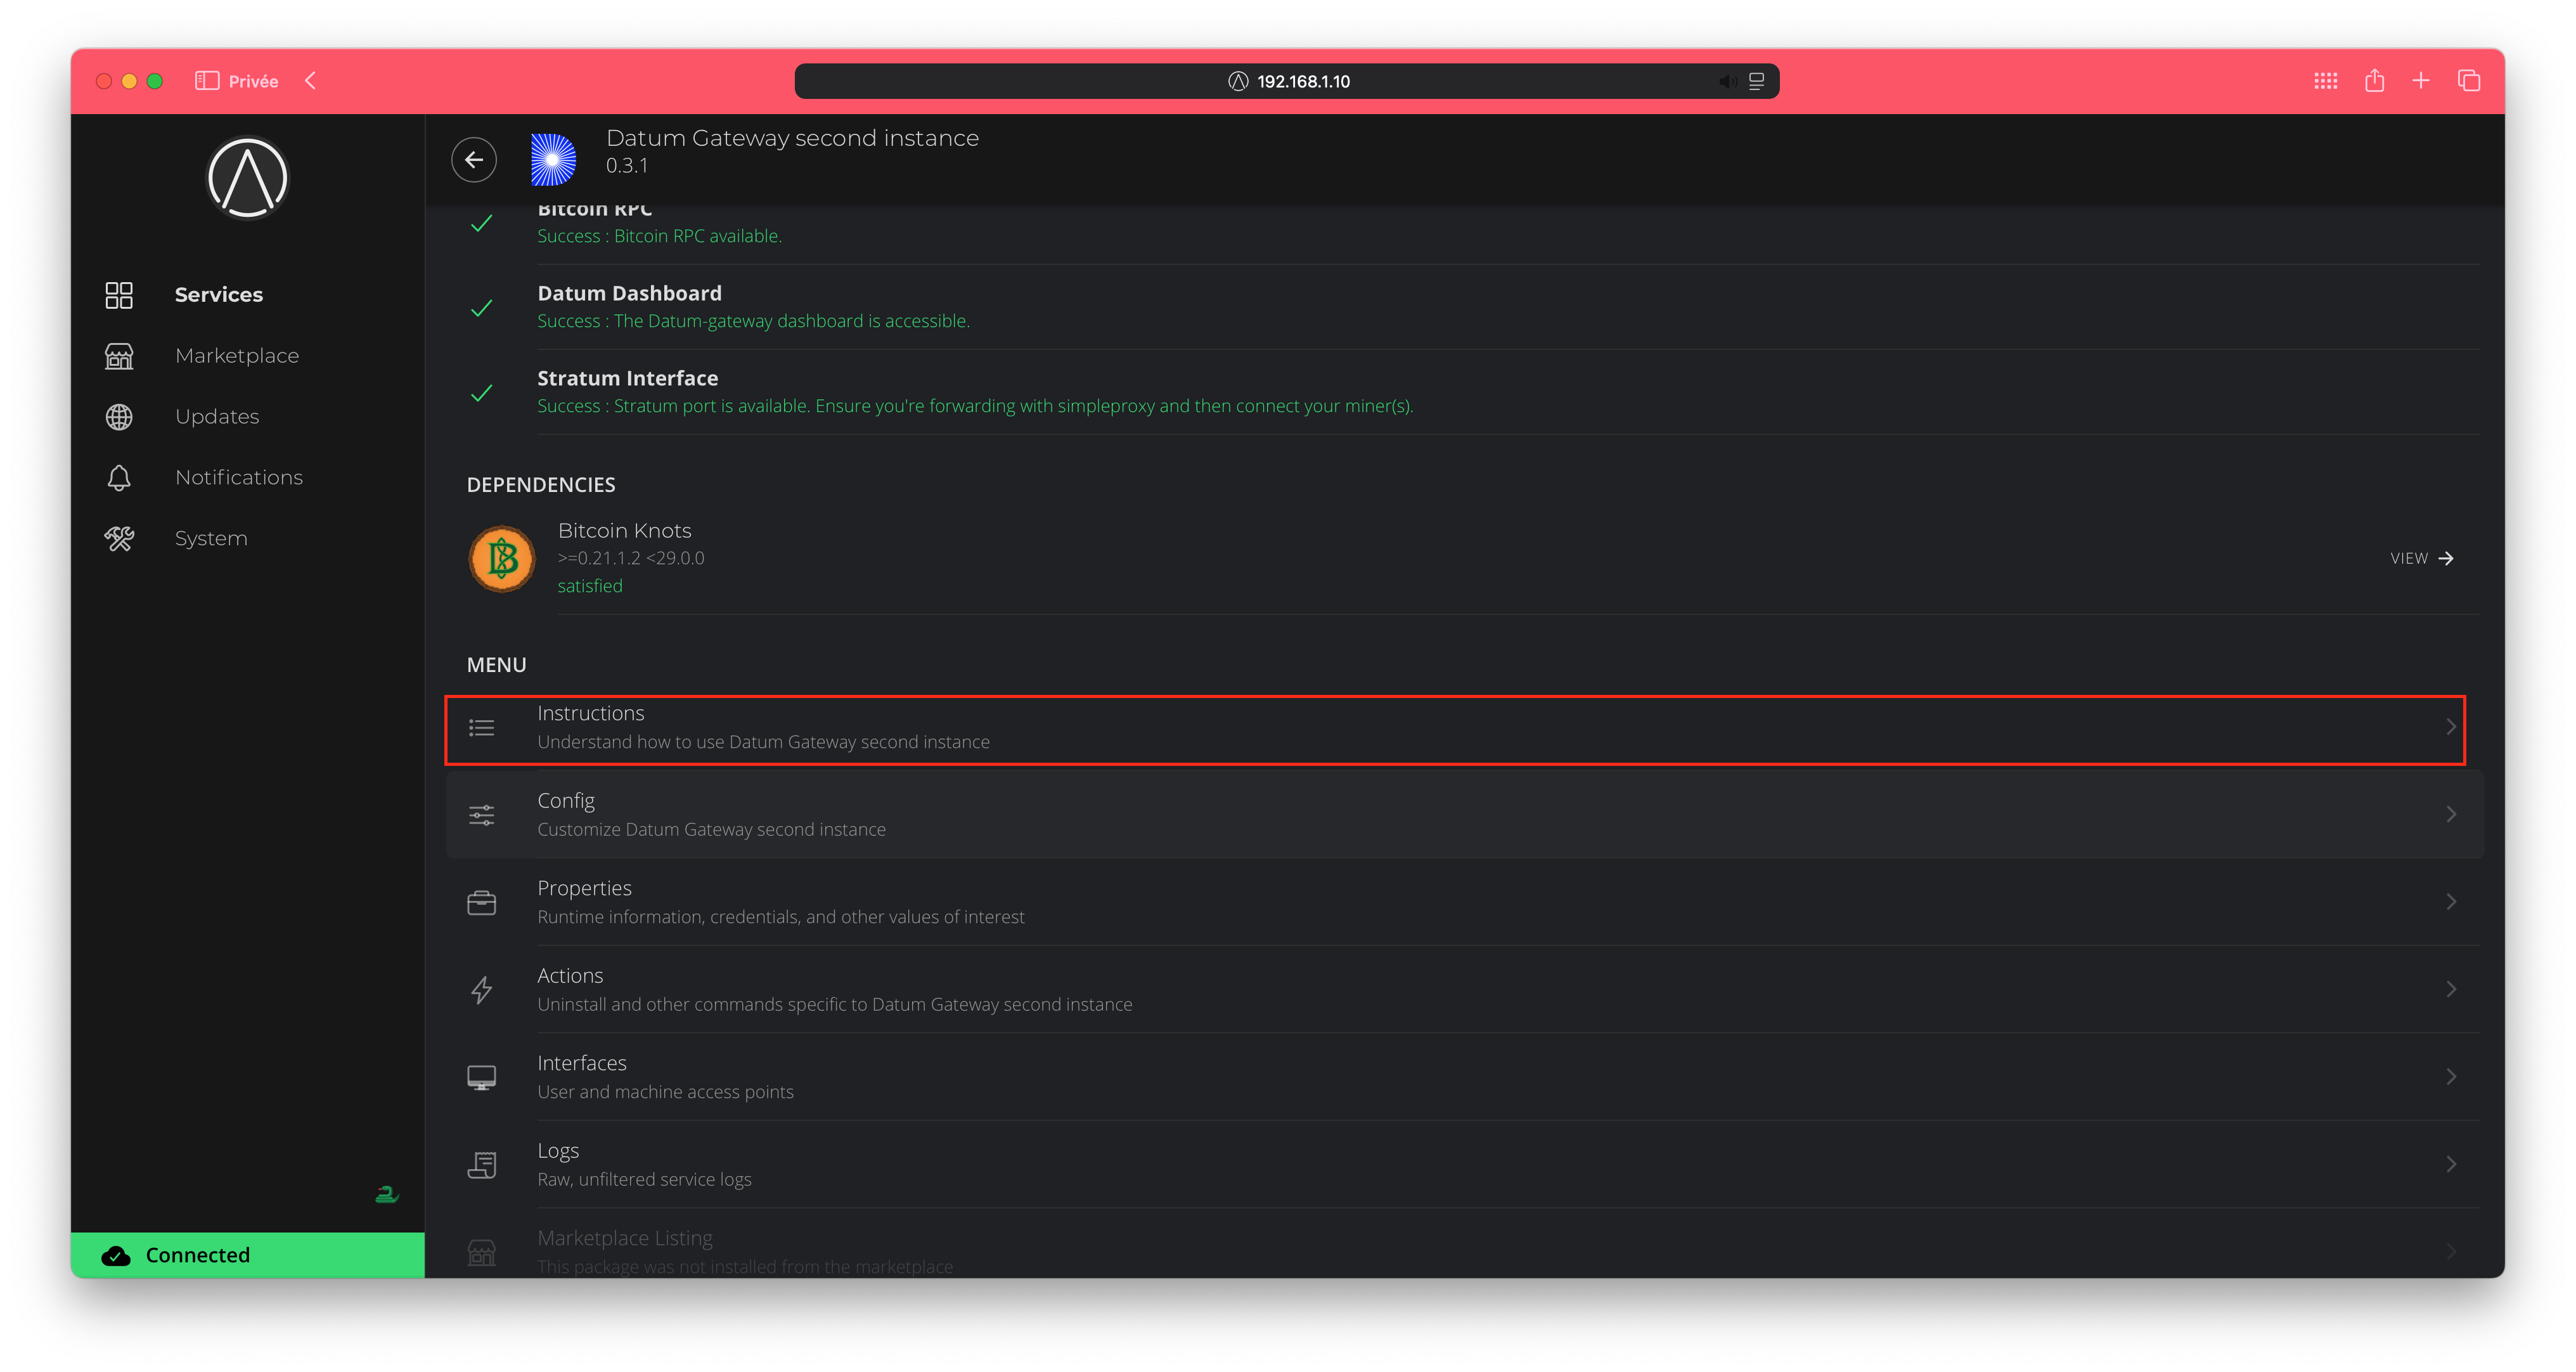 Privée
192.168.1.10
Datum Gateway second instance
0.3.1
Services
Marketplace
Updates
Notifications
System
Connected
Bitcoin RPC
Success : Bitcoin RPC available.
Datum Dashboard
Success : The Datum-gateway dashboard is accessible.
Stratum Interface
Success : Stratum port is available. Ensure you're forwarding with simpleproxy and then connect your miner(s).
DEPENDENCIES
Bitcoin Knots
>=0.21.1.2 <29.0.0
satisfied
VIEW
MENU
Instructions
Understand how to use Datum Gateway second instance
Config
Customize Datum Gateway second instance
Properties
Runtime information, credentials, and other values of interest
Actions
Uninstall and other commands specific to Datum Gateway second instance
Interfaces
User and machine access points
Logs
Raw, unfiltered service logs
Marketplace Listing
This package was not installed from the marketplace